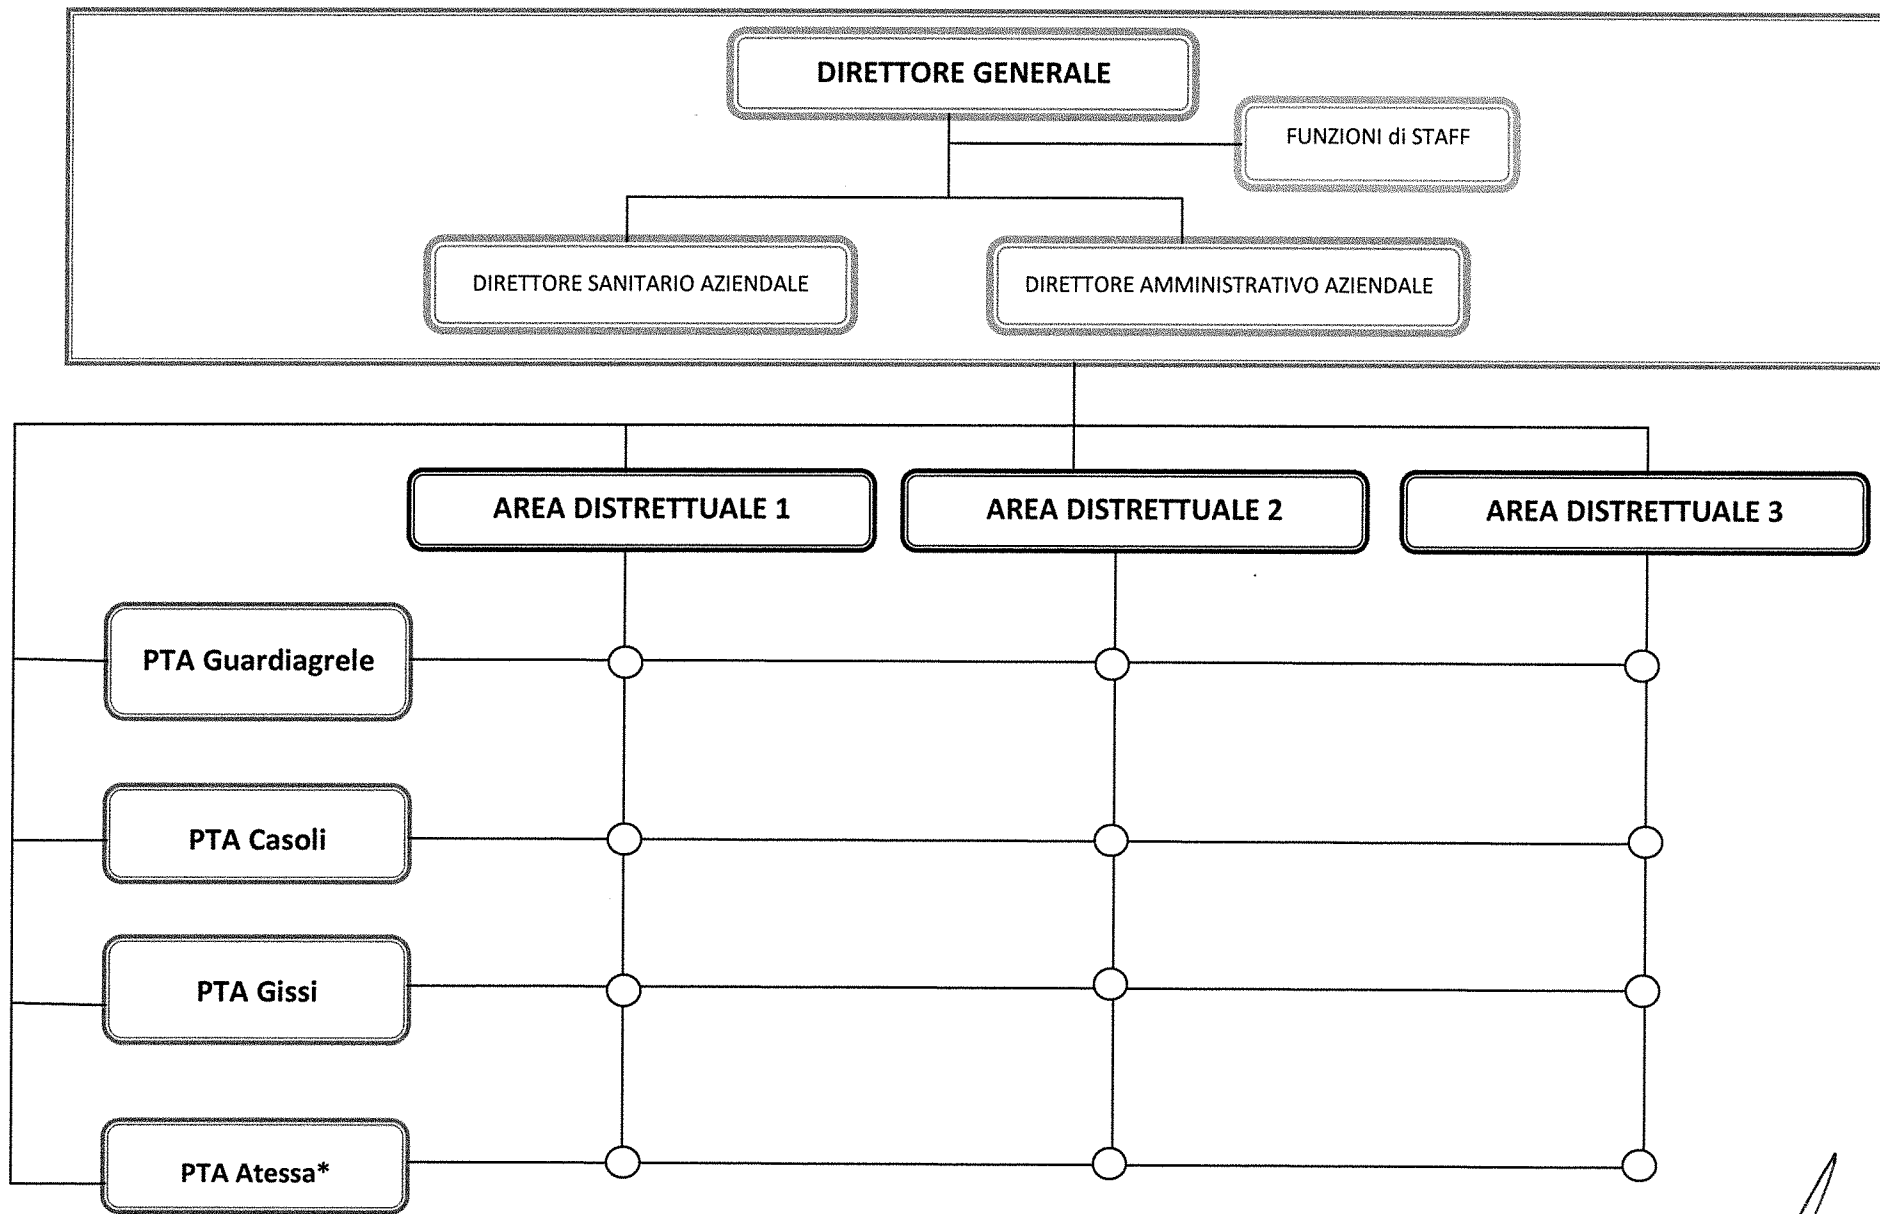 DIRETTORE GENERALE
FUNZIONI di STAFF
DIRETTORE SANITARIO AZIENDALE
DIRETTORE AMMINISTRATIVO AZIENDALE
AREA DISTRETTUALE 1
AREA DISTRETTUALE 2
AREA DISTRETTUALE 3
PTA Guardiagrele
PTA Casoli
PTA Gissi
PTA Atessa*